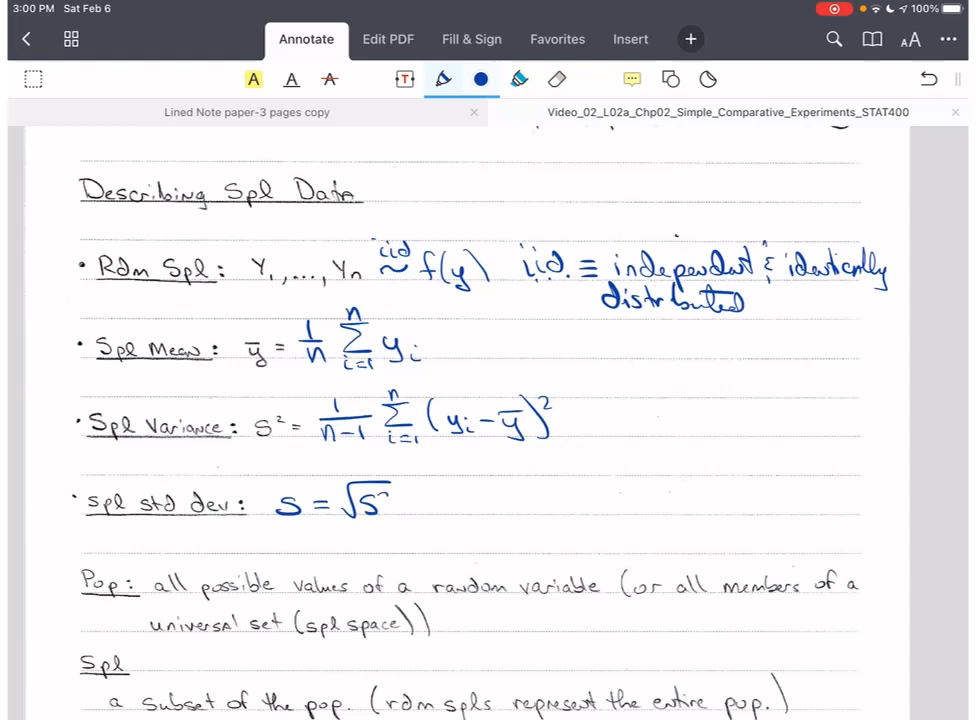 3:00 PM Sat Feb 6
100%
Annotate Edit PDF Fill & Sign Favorites Insert
AA
A A A T
Lined Note paper-3 pages copy
Video_02_L02a_Chp02_Simple_Comparative_Experiments_STAT400
Describing Spl Data
• Rdm Spl: Y₁,..., Yₙ iid ~ f(y) iid. ≡ independent & identically
distributed
• Spl Mean: ȳ = 1/n Σ_{i=1}^{n} y_i
• Spl Variance: S² = 1/(n-1) Σ_{i=1}^{n} (y_i - ȳ)²
• spl std dev: S = √S²
Pop: all possible values of a random variable (or all members of a
universal set (spl space))
Spl
a subset of the pop. (rdm spls represent the entire pop.)